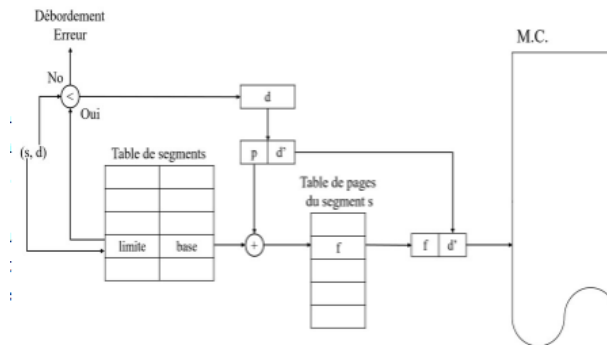 Débordement
Erreur
M.C.
No
<
Oui
d
(s, d)
Table de segments
p d'
Table de pages
du segment s
limite base
+
f
f d'